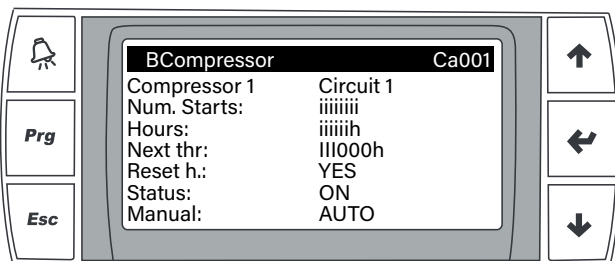 BCompressor Ca001
Compressor 1 Circuit 1
Num. Starts: iiiiiiii
Hours: iiiiiih
Next thr: III000h
Reset h.: YES
Status: ON
Manual: AUTO
Prg
Esc